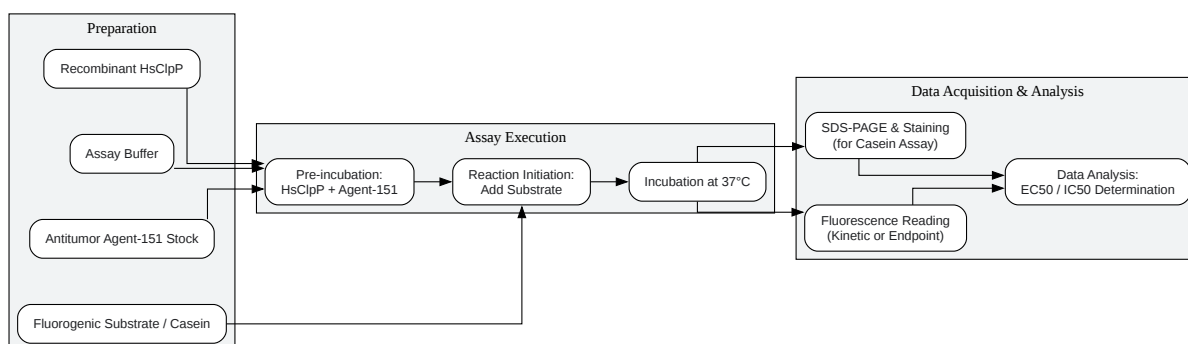 Preparation
Recombinant HsClpP
Assay Buffer
Antitumor Agent-151 Stock
Fluorogenic Substrate / Casein
Assay Execution
Pre-incubation:
HsClpP + Agent-151
Reaction Initiation:
Add Substrate
Incubation at 37°C
Data Acquisition & Analysis
SDS-PAGE & Staining
(for Casein Assay)
Fluorescence Reading
(Kinetic or Endpoint)
Data Analysis:
EC50 / IC50 Determination